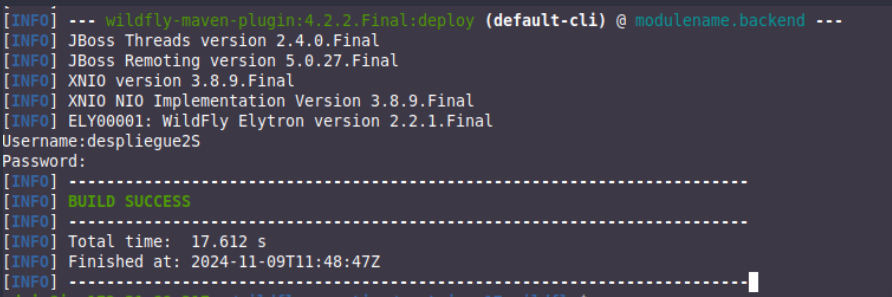 [INFO] --- wildfly-maven-plugin:4.2.2.Final:deploy (default-cli) @ modulename.backend ---
[INFO] JBoss Threads version 2.4.0.Final
[INFO] JBoss Remoting version 5.0.27.Final
[INFO] XNIO version 3.8.9.Final
[INFO] XNIO NIO Implementation Version 3.8.9.Final
[INFO] ELY00001: WildFly Elytron version 2.2.1.Final
Username:despliegue2S
Password:
[INFO] ------------------------------------------------------------------------
[INFO] BUILD SUCCESS
[INFO] ------------------------------------------------------------------------
[INFO] Total time:  17.612 s
[INFO] Finished at: 2024-11-09T11:48:47Z
[INFO] ------------------------------------------------------------------------